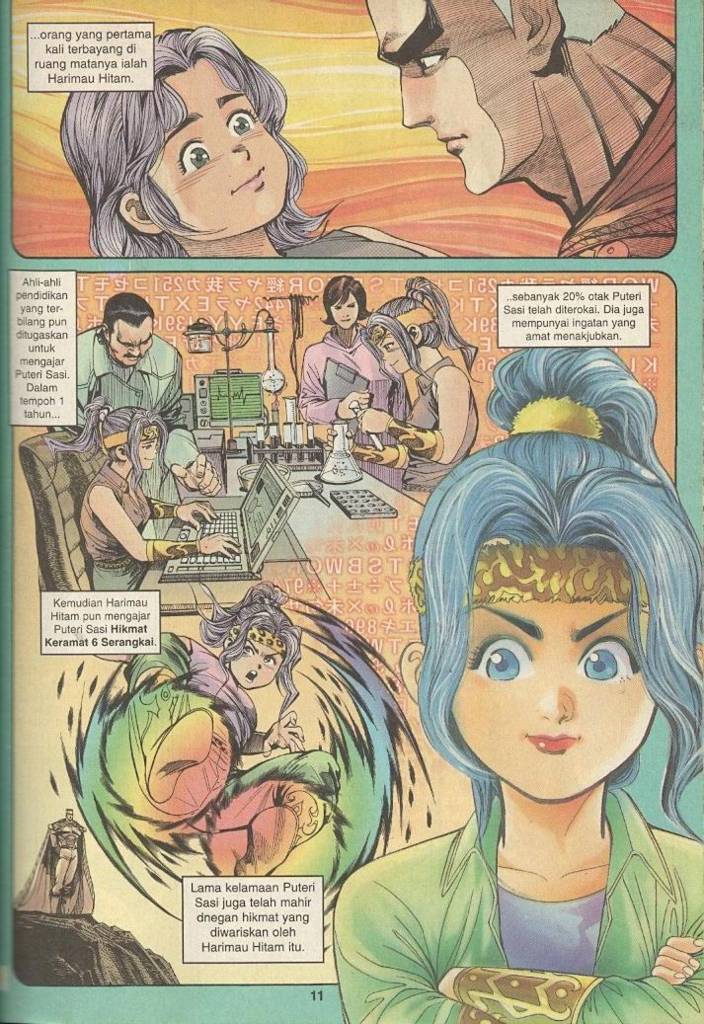 ...orang yang pertama
kali terbayang di
ruang matanya ialah
Harimau Hitam.
Ahli-ahli
pendidikan
yang ter-
bilang pun
ditugaskan
untuk
mengajar
Puteri Sasi.
Dalam
tempoh 1
tahun...
..sebanyak 20% otak Puteri
Sasi telah diterokai. Dia juga
mempunyai ingatan yang
amat menakjubkan.
Kemudian Harimau
Hitam pun mengajar
Puteri Sasi Hikmat
Keramat 6 Serangkai.
Lama kelamaan Puteri
Sasi juga telah mahir
dnegan hikmat yang
diwariskan oleh
Harimau Hitam itu.
11